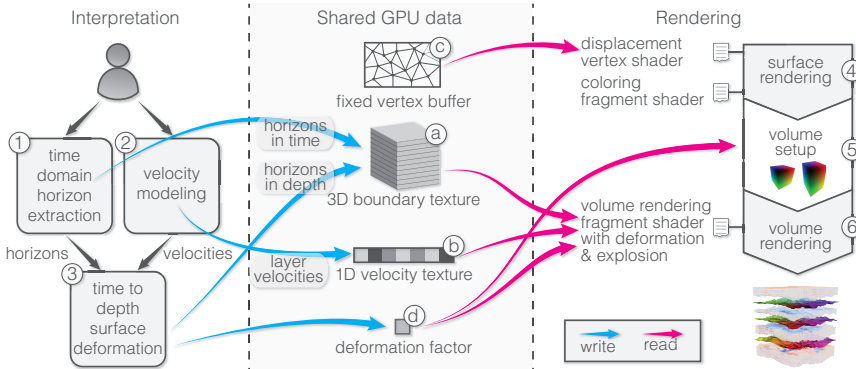 Interpretation
Shared GPU data
Rendering
1
time
domain
horizon
extraction
2
velocity
modeling
horizons
velocities
3
time to
depth
surface
deformation
c
fixed vertex buffer
horizons
in time
a
horizons
in depth
3D boundary texture
layer
velocities
b
1D velocity texture
d
deformation factor
displacement
vertex shader
coloring
fragment shader
volume rendering
fragment shader
with deformation
& explosion
surface
rendering
4
volume
setup
5
volume
rendering
6
write
read